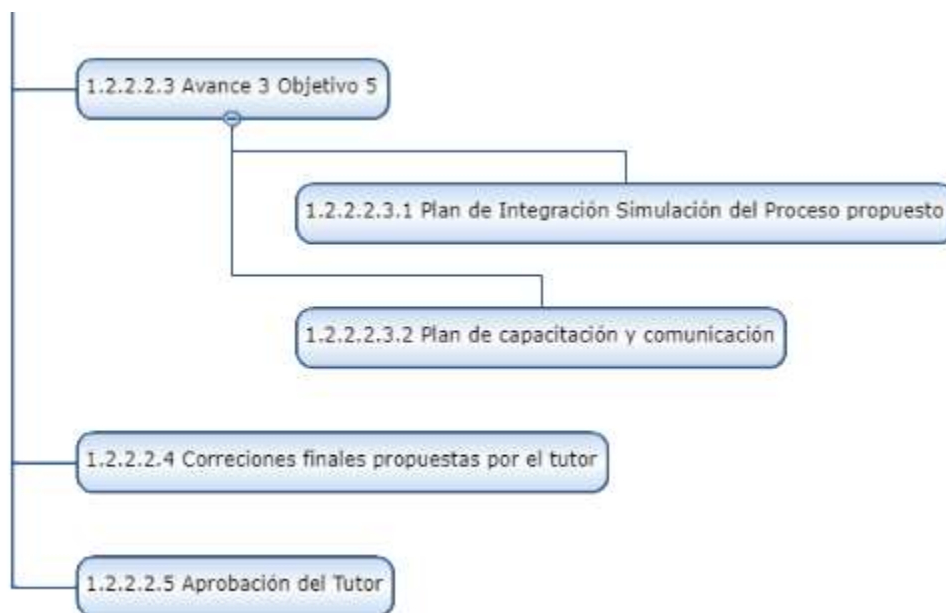 1.2.2.2.3 Avance 3 Objetivo 5
1.2.2.2.3.1 Plan de Integración Simulación del Proceso propuesto
1.2.2.2.3.2 Plan de capacitación y comunicación
1.2.2.2.4 Correciones finales propuestas por el tutor
1.2.2.2.5 Aprobación del Tutor